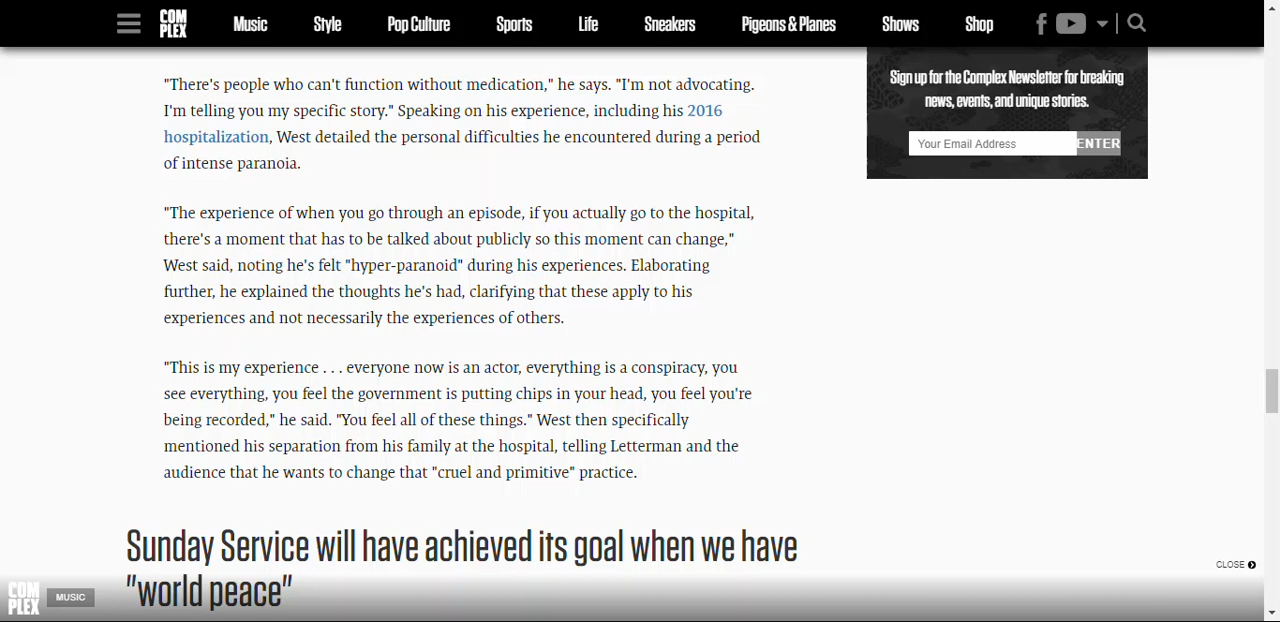 COM
PLEX
Music
Style
Pop Culture
Sports
Life
Sneakers
Pigeons & Planes
Shows
Shop
"There's people who can't function without medication," he says. "I'm not advocating.
I'm telling you my specific story." Speaking on his experience, including his 2016
hospitalization, West detailed the personal difficulties he encountered during a period
of intense paranoia.
"The experience of when you go through an episode, if you actually go to the hospital,
there's a moment that has to be talked about publicly so this moment can change,"
West said, noting he's felt "hyper-paranoid" during his experiences. Elaborating
further, he explained the thoughts he's had, clarifying that these apply to his
experiences and not necessarily the experiences of others.
"This is my experience . . . everyone now is an actor, everything is a conspiracy, you
see everything, you feel the government is putting chips in your head, you feel you're
being recorded," he said. "You feel all of these things." West then specifically
mentioned his separation from his family at the hospital, telling Letterman and the
audience that he wants to change that "cruel and primitive" practice.
Sunday Service will have achieved its goal when we have
"world peace"
Sign up for the Complex Newsletter for breaking
news, events, and unique stories.
Your Email Address
ENTER
CLOSE
COM
PLEX
MUSIC